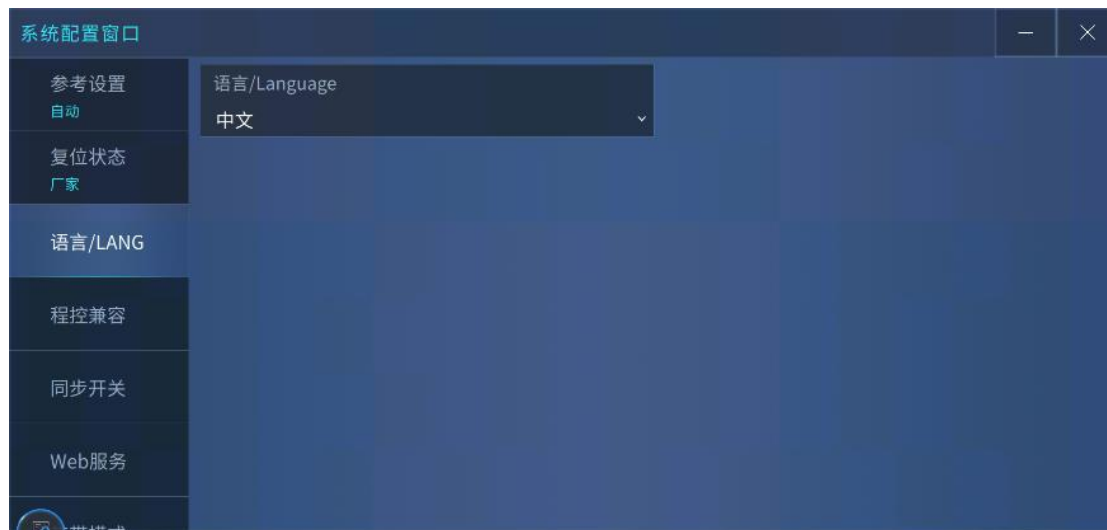 系统配置窗口
参考设置
自动
复位状态
厂家
语言/LANG
程控兼容
同步开关
Web服务
语言/Language
中文